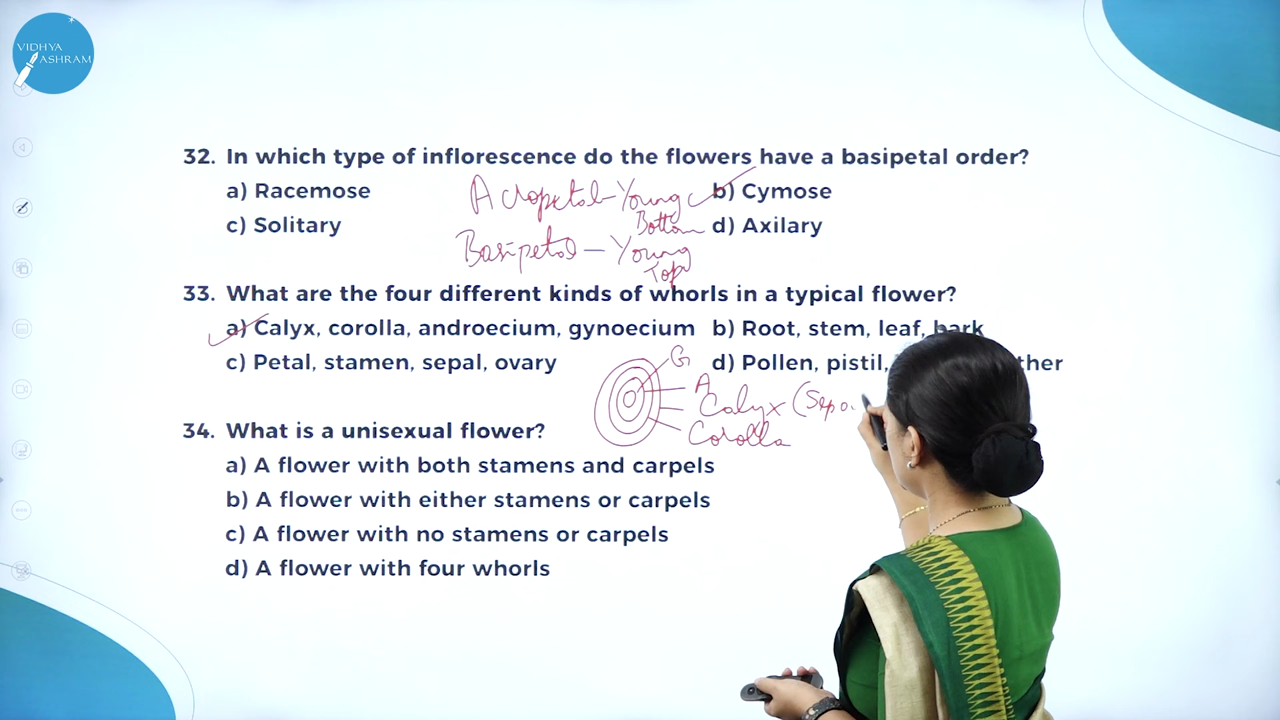 VIDHYA
ASHRAM
32. In which type of inflorescence do the flowers have a basipetal order?
a) Racemose
Acropetal - Young
Bottom
b) Cymose
c) Solitary
d) Axilary
Basipetal - Young
Top
33. What are the four different kinds of whorls in a typical flower?
a) Calyx, corolla, androecium, gynoecium
b) Root, stem, leaf, bark
c) Petal, stamen, sepal, ovary
d) Pollen, pistil,
G
A
Calyx (Sepa
Corolla
34. What is a unisexual flower?
a) A flower with both stamens and carpels
b) A flower with either stamens or carpels
c) A flower with no stamens or carpels
d) A flower with four whorls